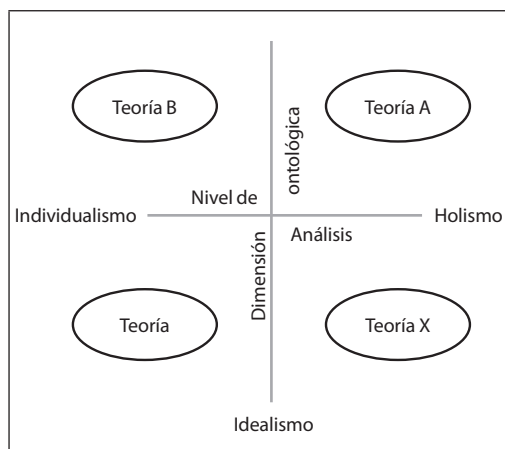 Teoría B
Teoría A
ontológica
Nivel de
Individualismo
Holismo
Análisis
Dimensión
Teoría
Teoría X
Idealismo